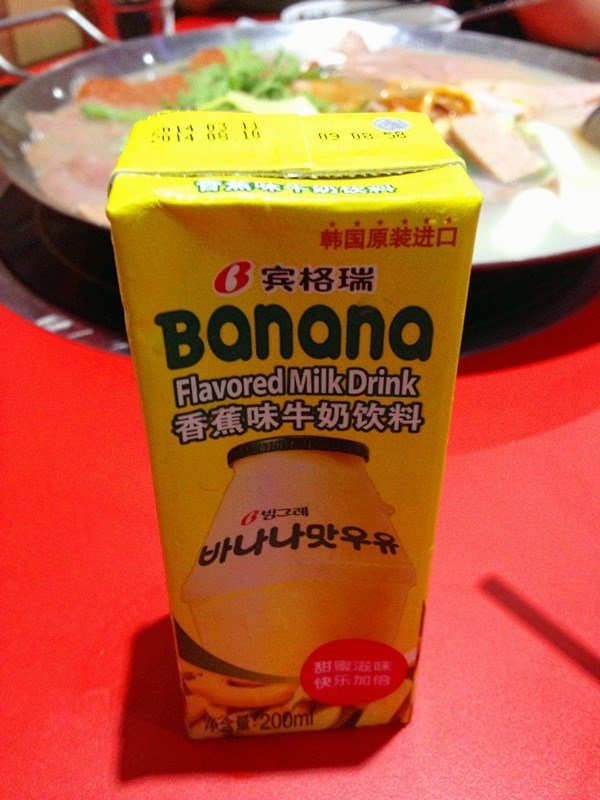 2014 03.11
2014 08.10
09 08 58
香蕉味牛奶饮料
韩国原装进口
宾格瑞
Banana
Flavored Milk Drink
香蕉味牛奶饮料
빙그레
바나나맛우유
甜蜜滋味
快乐加倍
净含量:200ml